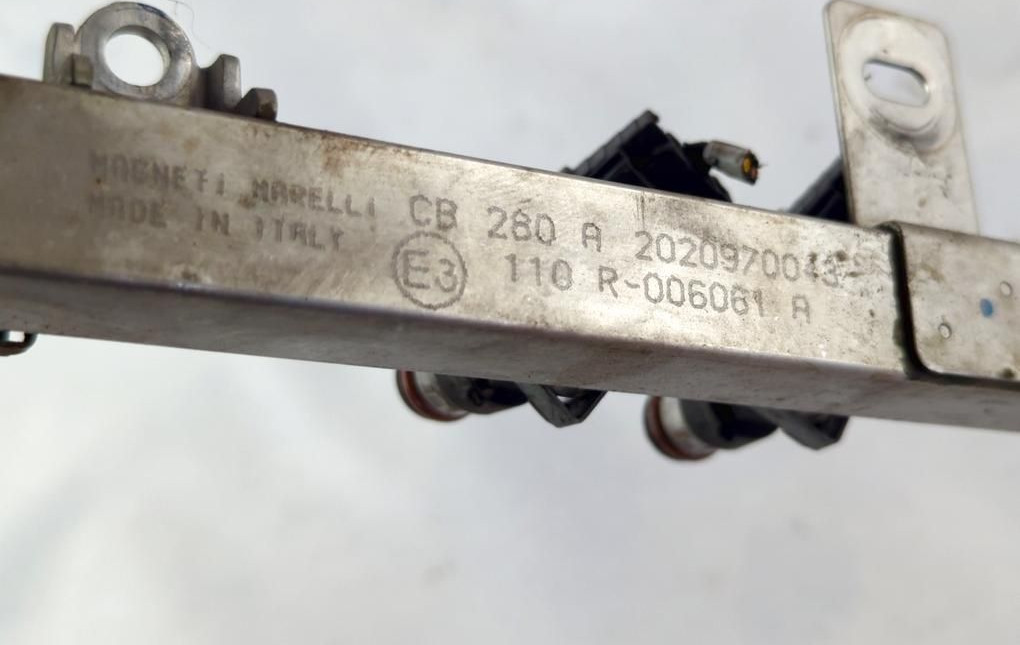 MAGNETI MARELLI CB 280 A 2020970043
MADE IN ITALY E3 110 R-006061 A